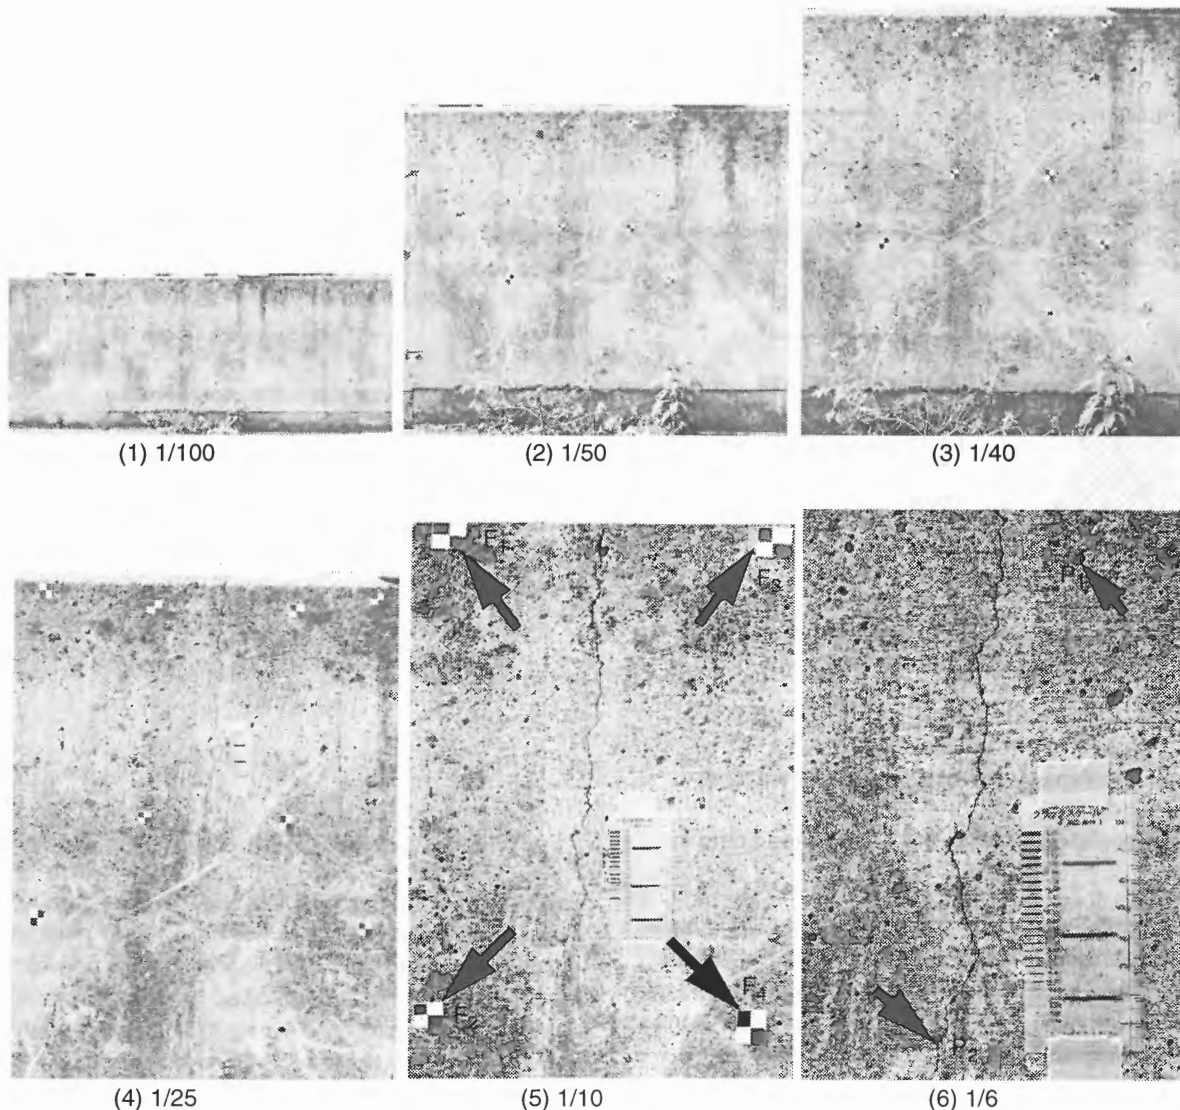 (1) 1/100
(2) 1/50
(3) 1/40
F₁
F₃
F₂
F₄
P₁
P₂
(4) 1/25
(5) 1/10
(6) 1/6